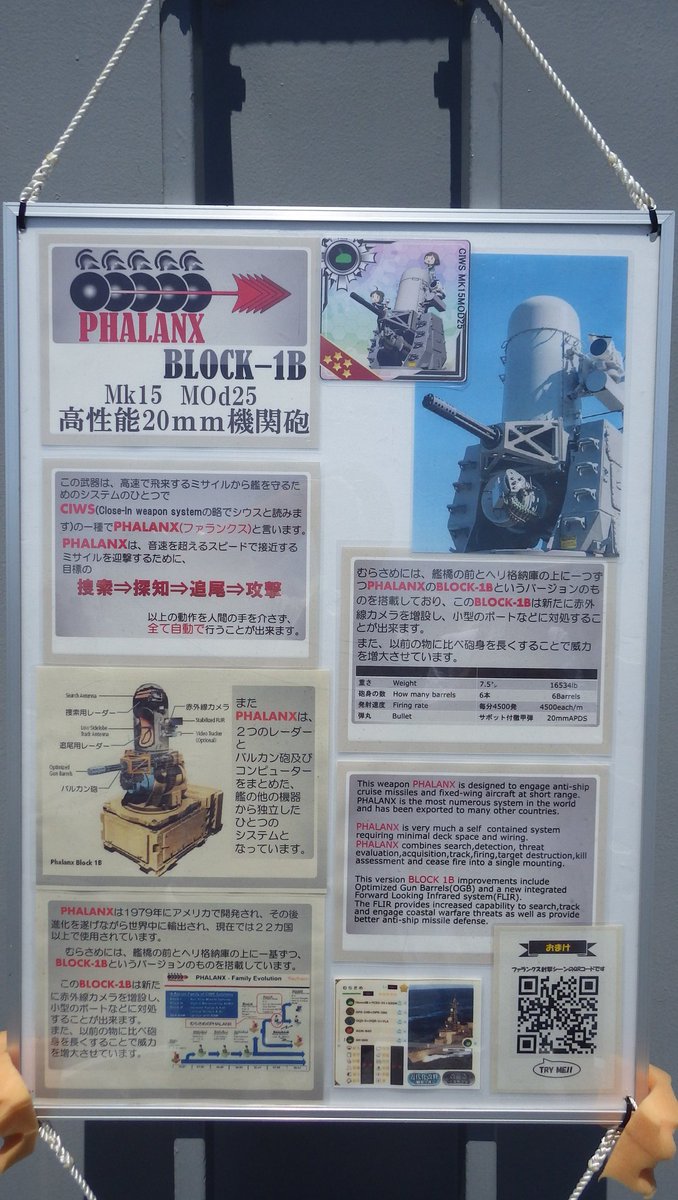 PHALANX
BLOCK-1B
Mk15 MOd25
高性能20mm機関砲
CIWS MK15MOD25
この武器は、高速で飛来するミサイルから艦を守るた
めのシステムのひとつで
CIWS(Close-in weapon systemの略でシウスと読みま
す)の一種でPHALANX(ファランクス)と言います。
PHALANXは、音速を超えるスピードで接近する
ミサイルを迎撃するために、
目標の
捜索⇒探知⇒追尾⇒攻撃
以上の動作を人間の手を介さず、
全て自動で行うことが出来ます。
むらさめには、艦橋の前とヘリ格納庫の上に一つず
つPHALANXのBLOCK-1Bというバージョンのも
のを搭載しており、このBLOCK-1Bは新たに赤外
線カメラを増設し、小型のボートなどに対処するこ
とが出来ます。
また、以前の物に比べ砲身を長くすることで威力
を増大させています。
重さ Weight 7.5㌧ 16534lb
砲身の数 How many barrels 6本 6Barrels
発射速度 Firing rate 毎分4500発 4500each/m
弾丸 Bullet サボット付徹甲弾 20mmAPDS
Search Antenna
捜索用レーダー
赤外線カメラ
Stabilized FLIR
Low Sidelobe
Track Antenna
Video Tracker
(Optional)
追尾用レーダー
Optimized
Gun Barrels
バルカン砲
Phalanx Block 1B
また
PHALANXは、
2つのレーダー
と
バルカン砲及び
コンピューター
をまとめた、
艦の他の機器
から独立した
ひとつの
システムと
なっています。
This weapon PHALANX is designed to engage anti-ship
cruise missiles and fixed-wing aircraft at short range.
PHALANX is the most numerous system in the world
and has been exported to many other countries.
PHALANX is very much a self contained system
requiring minimal deck space and wiring.
PHALANX combines search,detection, threat
evaluation,acquisition,track,firing,target destruction,kill
assessment and cease fire into a single mounting.
This version BLOCK 1B improvements include
Optimized Gun Barrels(OGB) and a new integrated
Forward Looking Infrared system(FLIR).
The FLIR provides increased capability to search,track
and engage coastal warfare threats as well as provide
better anti-ship missile defense.
PHALANXは1979年にアメリカで開発され、その後
進化を遂げながら世界中に輸出され、現在では22カ国
以上で使用されています。
むらさめには、艦橋の前とヘリ格納庫の上に一基ずつ、
BLOCK-1Bというバージョンのものを搭載しています。
このBLOCK-1Bは新た
に赤外線カメラを増設し、
小型のボートなどに対処
することが出来ます。
また、以前の物に比べ砲
身を長くすることで威力
を増大させています。
PHALANX - Family Evolution
むらさめ
おまけ
ファランクス射撃シーンのQRコードです
TRY ME!!